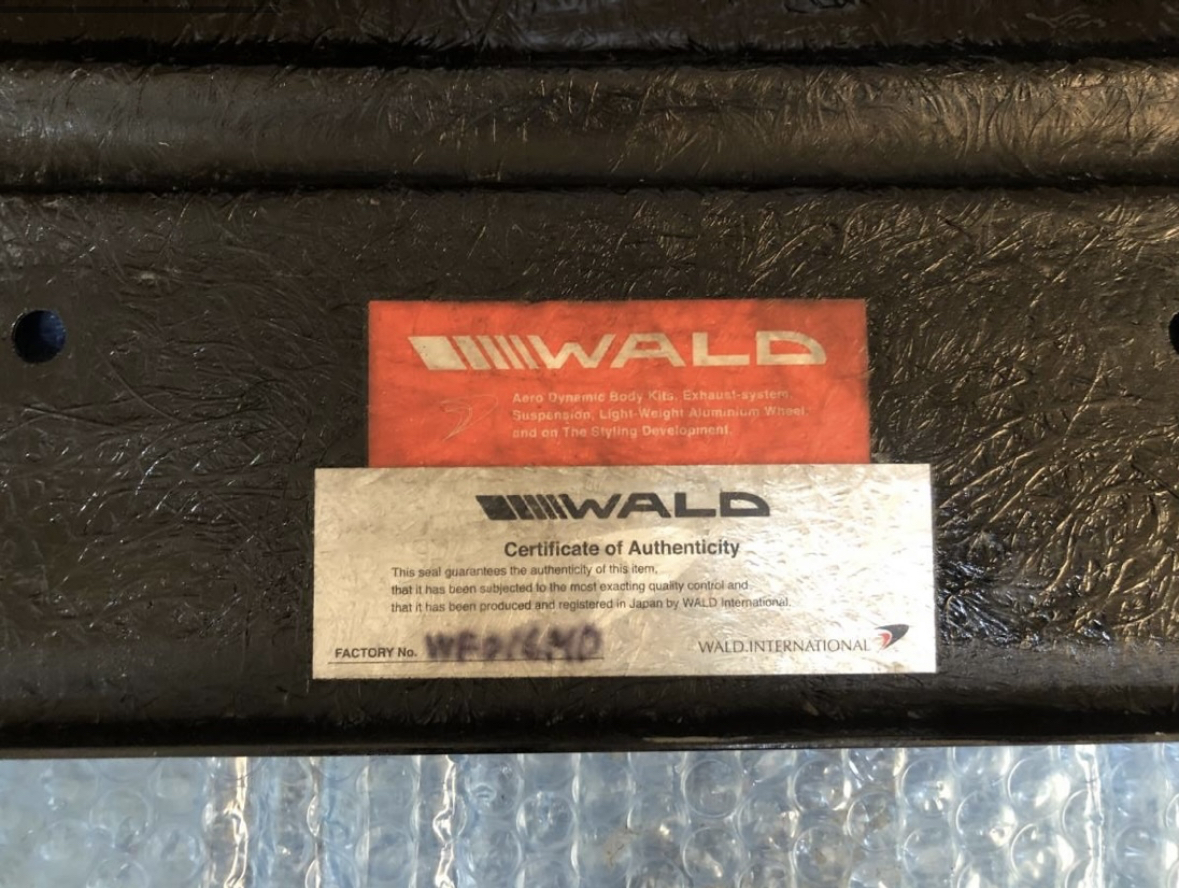 WALD
Aero Dynamic Body Kits, Exhaust-system,
Suspension, Light-Weight Aluminium Wheel,
and on The Styling Development.
WALD
Certificate of Authenticity
This seal guarantees the authenticity of this item,
that it has been subjected to the most exacting quality control and
that it has been produced and registered in Japan by WALD International.
FACTORY No.
WALD.INTERNATIONAL